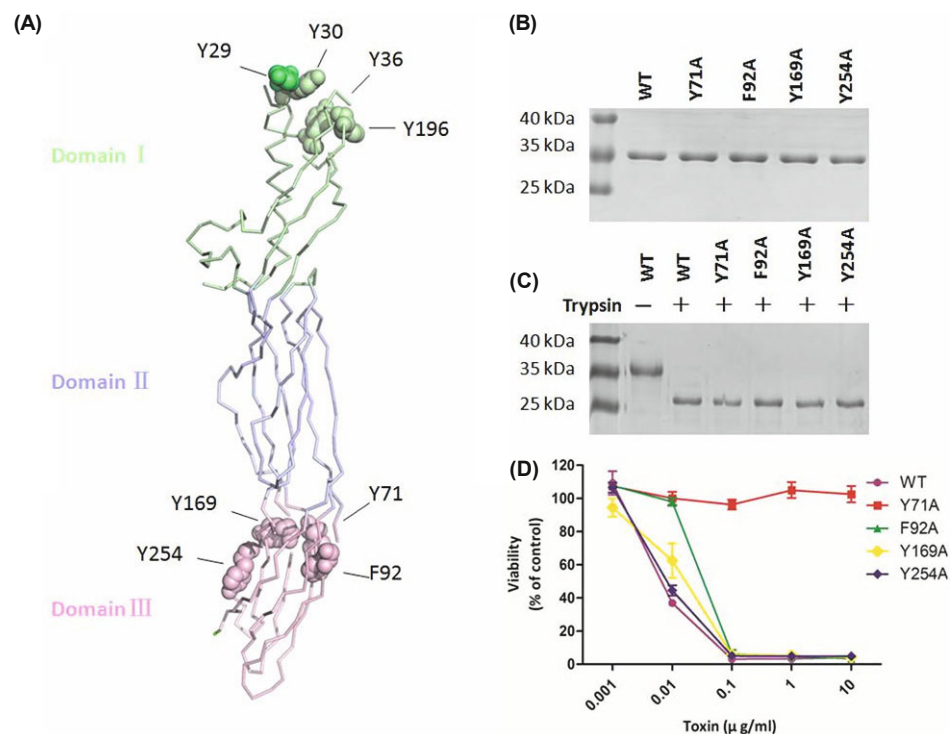 (A)
Y29
Y30
Y36
Y196
Domain I
Domain II
Domain III
Y169
Y71
Y254
F92
(B)
WT Y71A F92A Y169A Y254A
40 kDa
35 kDa
25 kDa
(C)
WT WT Y71A F92A Y169A Y254A
Trypsin − + + + + +
40 kDa
35 kDa
25 kDa
(D)
Viability
(% of control)
120
100
80
60
40
20
0
0.001 0.01 0.1 1 10
Toxin (μ g/ml)
WT
Y71A
F92A
Y169A
Y254A